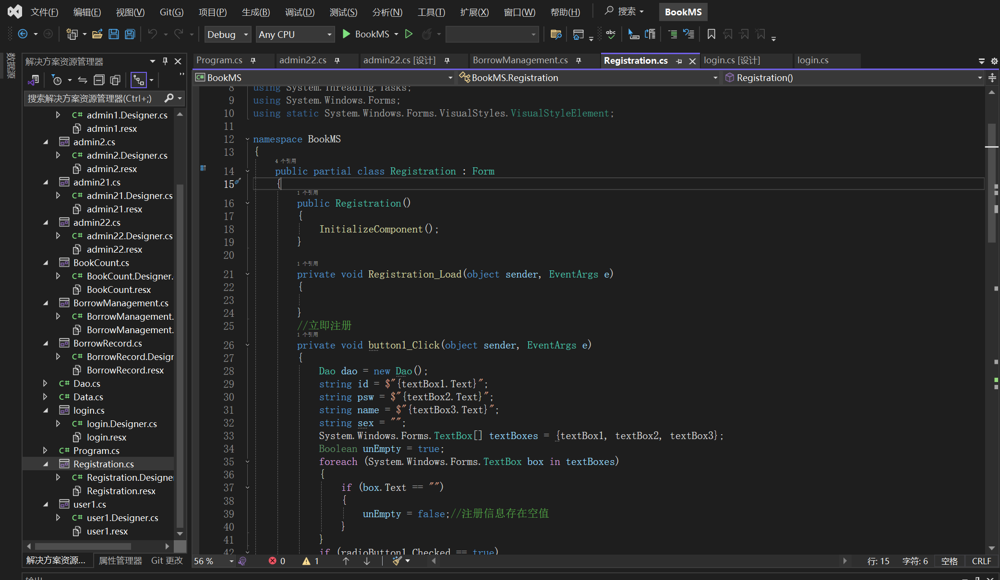 文件(F) 编辑(E) 视图(V) Git(G) 项目(P) 生成(B) 调试(D) 测试(S) 分析(N) 工具(T) 扩展(X) 窗口(W) 帮助(H) 搜索 BookMS
Debug Any CPU BookMS
数据源
解决方案资源管理器
搜索解决方案资源管理器(Ctrl+;)
C# admin1.Designer.cs
admin1.resx
admin2.cs
C# admin2.Designer.cs
admin2.resx
admin21.cs
C# admin21.Designer.cs
admin21.resx
admin22.cs
C# admin22.Designer.cs
admin22.resx
BookCount.cs
C# BookCount.Designer.
BookCount.resx
BorrowManagement.cs
C# BorrowManagement.
BorrowManagement.
BorrowRecord.cs
C# BorrowRecord.Design
BorrowRecord.resx
C# Dao.cs
C# Data.cs
login.cs
C# login.Designer.cs
login.resx
C# Program.cs
Registration.cs
C# Registration.Designe
Registration.resx
user1.cs
C# user1.Designer.cs
user1.resx
解决方案资源... 属性管理器 Git 更改
Program.cs admin22.cs admin22.cs [设计] BorrowManagement.cs Registration.cs login.cs [设计] login.cs
C# BookMS BookMS.Registration Registration()
8 using System.Threading.Tasks;
9 using System.Windows.Forms;
10 using static System.Windows.Forms.VisualStyles.VisualStyleElement;
11
12 namespace BookMS
13 {
4 个引用
14 public partial class Registration : Form
15 {
1 个引用
16 public Registration()
17 {
18 InitializeComponent();
19 }
20
1 个引用
21 private void Registration_Load(object sender, EventArgs e)
22 {
23
24 }
25 //立即注册
1 个引用
26 private void button1_Click(object sender, EventArgs e)
27 {
28 Dao dao = new Dao();
29 string id = $"{textBox1.Text}";
30 string psw = $"{textBox2.Text}";
31 string name = $"{textBox3.Text}";
32 string sex = "";
33 System.Windows.Forms.TextBox[] textBoxes = {textBox1, textBox2, textBox3};
34 Boolean unEmpty = true;
35 foreach (System.Windows.Forms.TextBox box in textBoxes)
36 {
37 if (box.Text == "")
38 {
39 unEmpty = false;//注册信息存在空值
40 }
41 }
42 if (radioButton1.Checked == true)
56 % 0 1 行: 15 字符: 6 空格 CRLF
输出